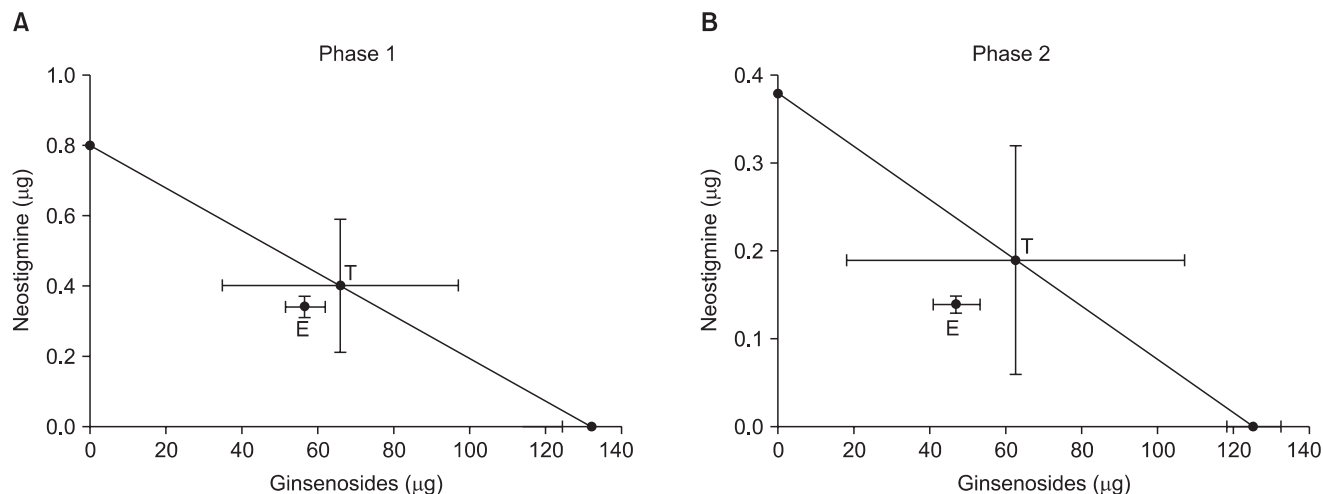 A
Phase 1
1.0
0.8
0.6
0.4
0.2
0.0
Neostigmine (μg)
T
E
0 20 40 60 80 100 120 140
Ginsenosides (μg)
B
Phase 2
0.4
0.3
0.2
0.1
0.0
Neostigmine (μg)
T
E
0 20 40 60 80 100 120 140
Ginsenosides (μg)